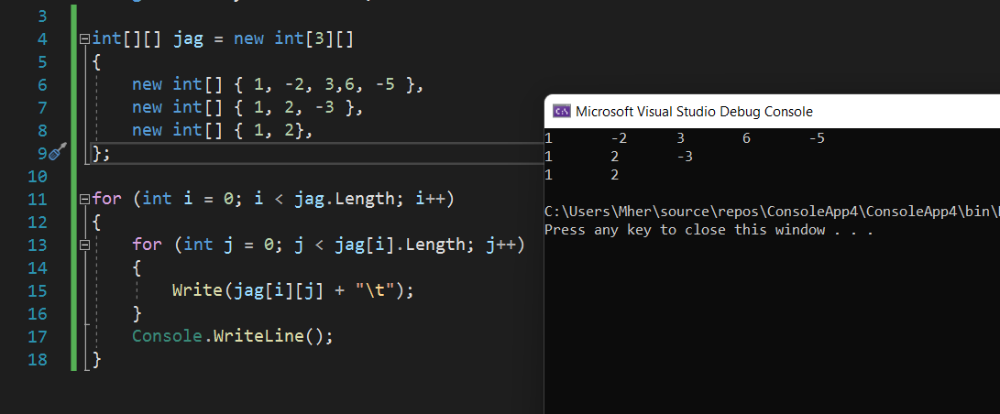 3
4 int[][] jag = new int[3][]
5 {
6 new int[] { 1, -2, 3,6, -5 },
7 new int[] { 1, 2, -3 },
8 new int[] { 1, 2},
9 };
10
11 for (int i = 0; i < jag.Length; i++)
12 {
13 for (int j = 0; j < jag[i].Length; j++)
14 {
15 Write(jag[i][j] + "\t");
16 }
17 Console.WriteLine();
18 }
C:\ Microsoft Visual Studio Debug Console
1 -2 3 6 -5
1 2 -3
1 2
C:\Users\Mher\source\repos\ConsoleApp4\ConsoleApp4\bin\
Press any key to close this window . . .